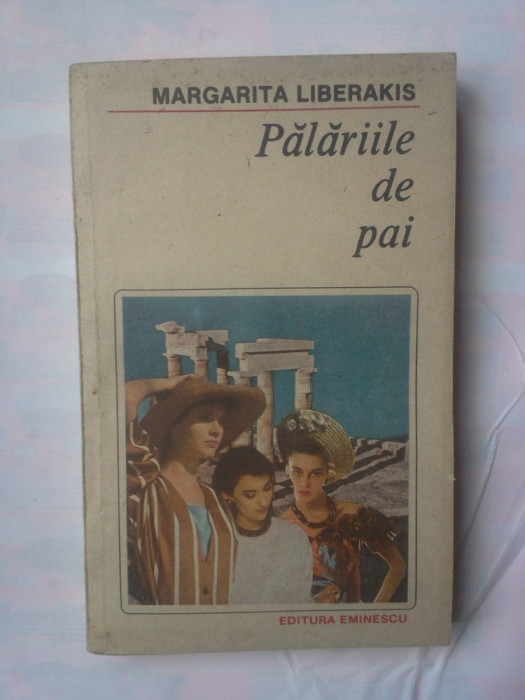 MARGARITA LIBERAKIS
Pălăriile
de
pai
EDITURA EMINESCU